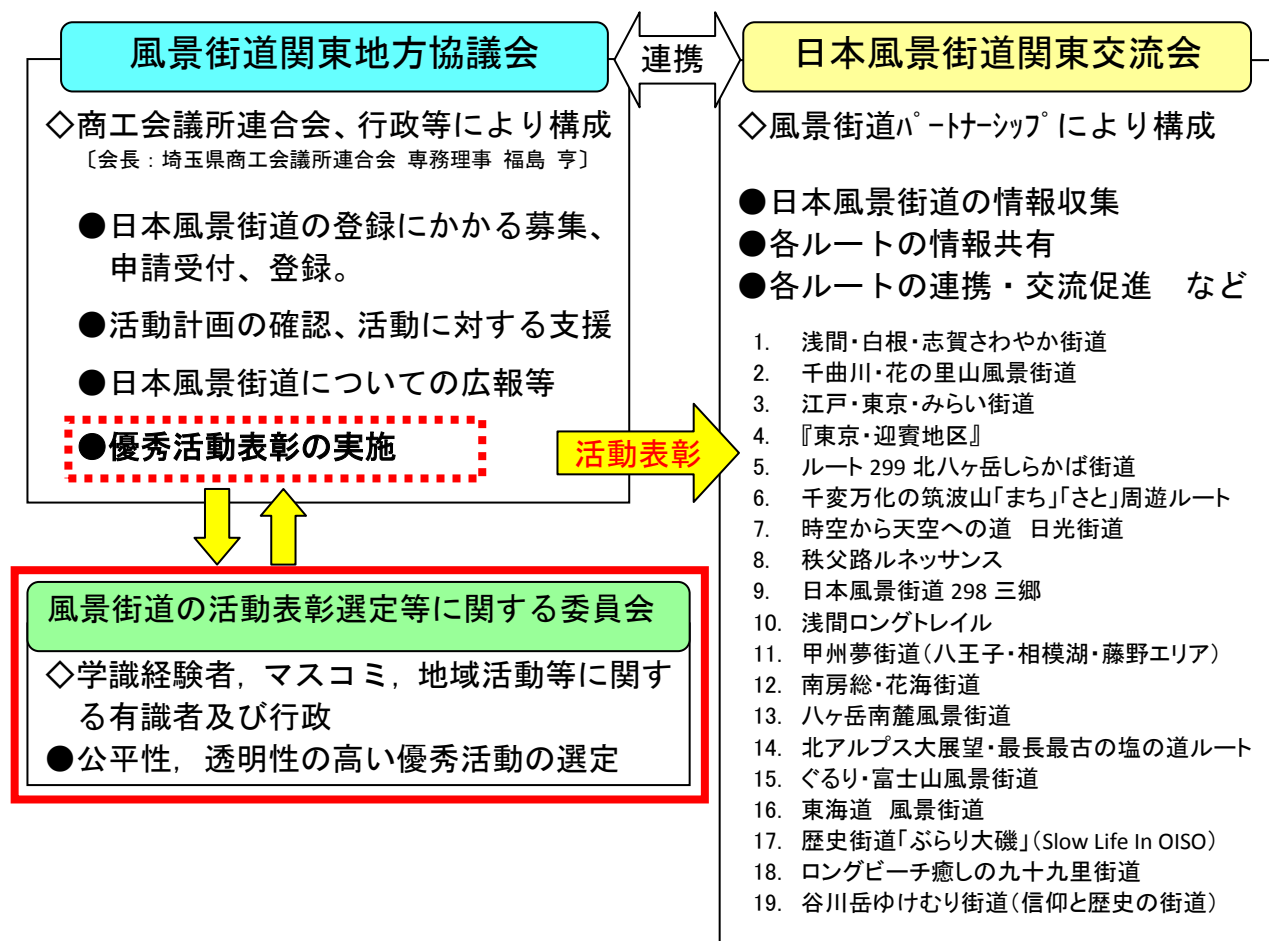 風景街道関東地方協議会
◇商工会議所連合会、行政等により構成
〔会長：埼玉県商工会議所連合会 専務理事 福島 亨〕
●日本風景街道の登録にかかる募集、
申請受付、登録。
●活動計画の確認、活動に対する支援
●日本風景街道についての広報等
●優秀活動表彰の実施
連携
活動表彰
風景街道の活動表彰選定等に関する委員会
◇学識経験者，マスコミ，地域活動等に関す
る有識者及び行政
●公平性，透明性の高い優秀活動の選定
日本風景街道関東交流会
◇風景街道ﾊﾟｰﾄﾅｰｼｯﾌﾟにより構成
●日本風景街道の情報収集
●各ルートの情報共有
●各ルートの連携・交流促進　など
1. 浅間・白根・志賀さわやか街道
2. 千曲川・花の里山風景街道
3. 江戸・東京・みらい街道
4. 『東京・迎賓地区』
5. ルート 299 北八ヶ岳しらかば街道
6. 千変万化の筑波山「まち」「さと」周遊ルート
7. 時空から天空への道　日光街道
8. 秩父路ルネッサンス
9. 日本風景街道 298 三郷
10. 浅間ロングトレイル
11. 甲州夢街道（八王子・相模湖・藤野エリア）
12. 南房総・花海街道
13. 八ヶ岳南麓風景街道
14. 北アルプス大展望・最長最古の塩の道ルート
15. ぐるり・富士山風景街道
16. 東海道　風景街道
17. 歴史街道「ぶらり大磯」（Slow Life In OISO）
18. ロングビーチ癒しの九十九里街道
19. 谷川岳ゆけむり街道（信仰と歴史の街道）